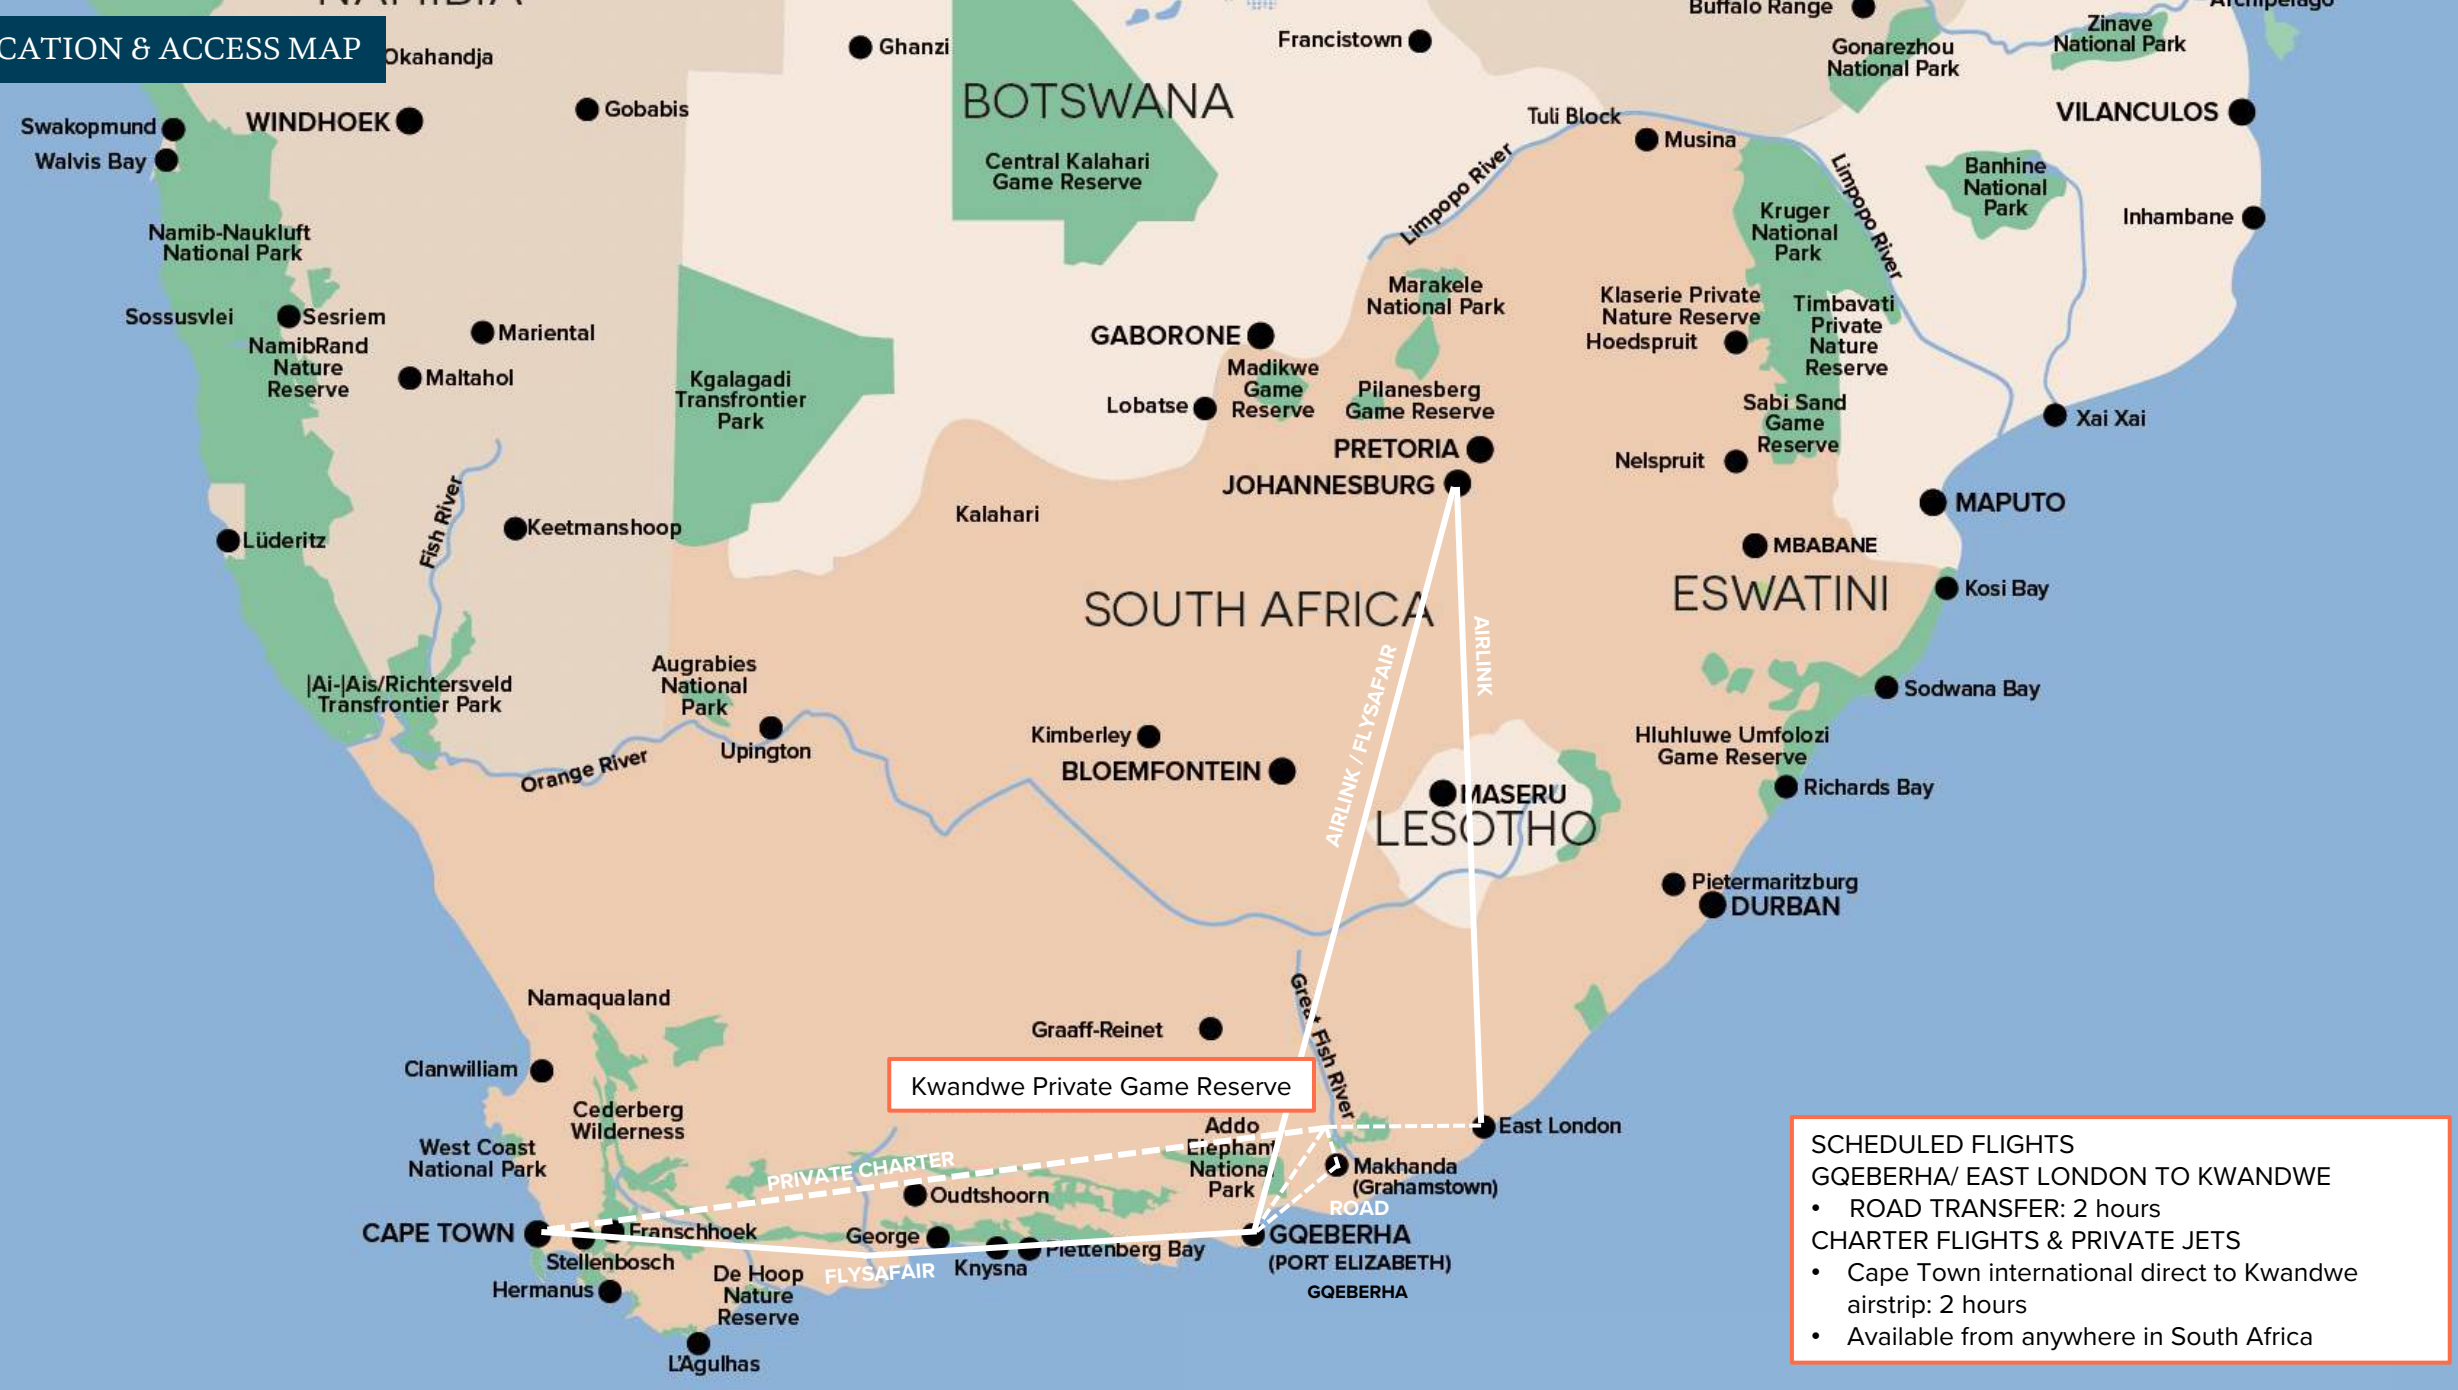 CATION & ACCESS MAP
Okahandja
Ghanzi
Francistown
Buffalo Range
Gonarezhou
National Park
Zinave
National Park
BOTSWANA
Central Kalahari
Game Reserve
Swakopmund
Walvis Bay
WINDHOEK
Gobabis
Tuli Block
Musina
Limpopo River
Limpopo River
VILANCULOS
Banhine
National
Park
Inhambane
Namib-Naukluft
National Park
Kruger
National
Park
Sossusvlei
Sesriem
NamibRand
Nature
Reserve
Mariental
Maltahol
Kgalagadi
Transfrontier
Park
GABORONE
Lobatse
Madikwe
Game
Reserve
Marakele
National Park
Pilanesberg
Game Reserve
Klaserie Private
Nature Reserve
Hoedspruit
Timbavati
Private
Nature
Reserve
Sabi Sand
Game
Reserve
Xai Xai
PRETORIA
JOHANNESBURG
Nelspruit
MAPUTO
Fish River
Keetmanshoop
Lüderitz
Kalahari
MBABANE
ESWATINI
Kosi Bay
SOUTH AFRICA
AIRLINK
AIRLINK / FLYSAFAIR
|Ai-|Ais/Richtersveld
Transfrontier Park
Augrabies
National
Park
Upington
Orange River
Kimberley
BLOEMFONTEIN
MASERU
LESOTHO
Sodwana Bay
Hluhluwe Umfolozi
Game Reserve
Richards Bay
Pietermaritzburg
DURBAN
Namaqualand
Graaff-Reinet
Great Fish River
Clanwilliam
Kwandwe Private Game Reserve
Cederberg
Wilderness
West Coast
National Park
Addo
Elephant
National
Park
East London
Makhanda
(Grahamstown)
PRIVATE CHARTER
Oudtshoorn
ROAD
CAPE TOWN
Franschhoek
Stellenbosch
Hermanus
George
Knysna
Plettenberg Bay
FLYSAFAIR
De Hoop
Nature
Reserve
GQEBERHA
(PORT ELIZABETH)
GQEBERHA
L'Agulhas
SCHEDULED FLIGHTS
GQEBERHA/ EAST LONDON TO KWANDWE
• ROAD TRANSFER: 2 hours
CHARTER FLIGHTS & PRIVATE JETS
• Cape Town international direct to Kwandwe
airstrip: 2 hours
• Available from anywhere in South Africa